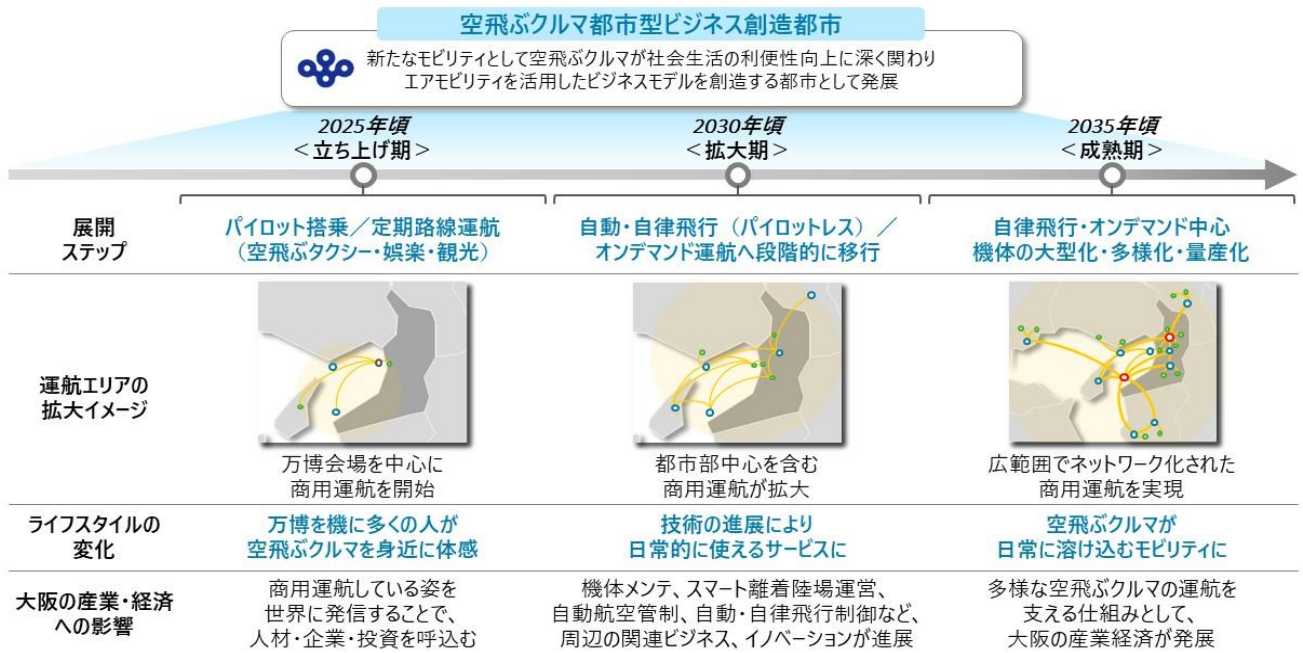 空飛ぶクルマ都市型ビジネス創造都市
新たなモビリティとして空飛ぶクルマが社会生活の利便性向上に深く関わり
エアモビリティを活用したビジネスモデルを創造する都市として発展
2025年頃
＜立ち上げ期＞
2030年頃
＜拡大期＞
2035年頃
＜成熟期＞
展開
ステップ
パイロット搭乗／定期路線運航
（空飛ぶタクシー・娯楽・観光）
自動・自律飛行（パイロットレス）／
オンデマンド運航へ段階的に移行
自律飛行・オンデマンド中心
機体の大型化・多様化・量産化
運航エリアの
拡大イメージ
万博会場を中心に
商用運航を開始
都市部中心を含む
商用運航が拡大
広範囲でネットワーク化された
商用運航を実現
ライフスタイルの
変化
万博を機に多くの人が
空飛ぶクルマを身近に体感
技術の進展により
日常的に使えるサービスに
空飛ぶクルマが
日常に溶け込むモビリティに
大阪の産業・経済
への影響
商用運航している姿を
世界に発信することで、
人材・企業・投資を呼込む
機体メンテ、スマート離着陸場運営、
自動航空管制、自動・自律飛行制御など、
周辺の関連ビジネス、イノベーションが進展
多様な空飛ぶクルマの運航を
支える仕組みとして、
大阪の産業経済が発展